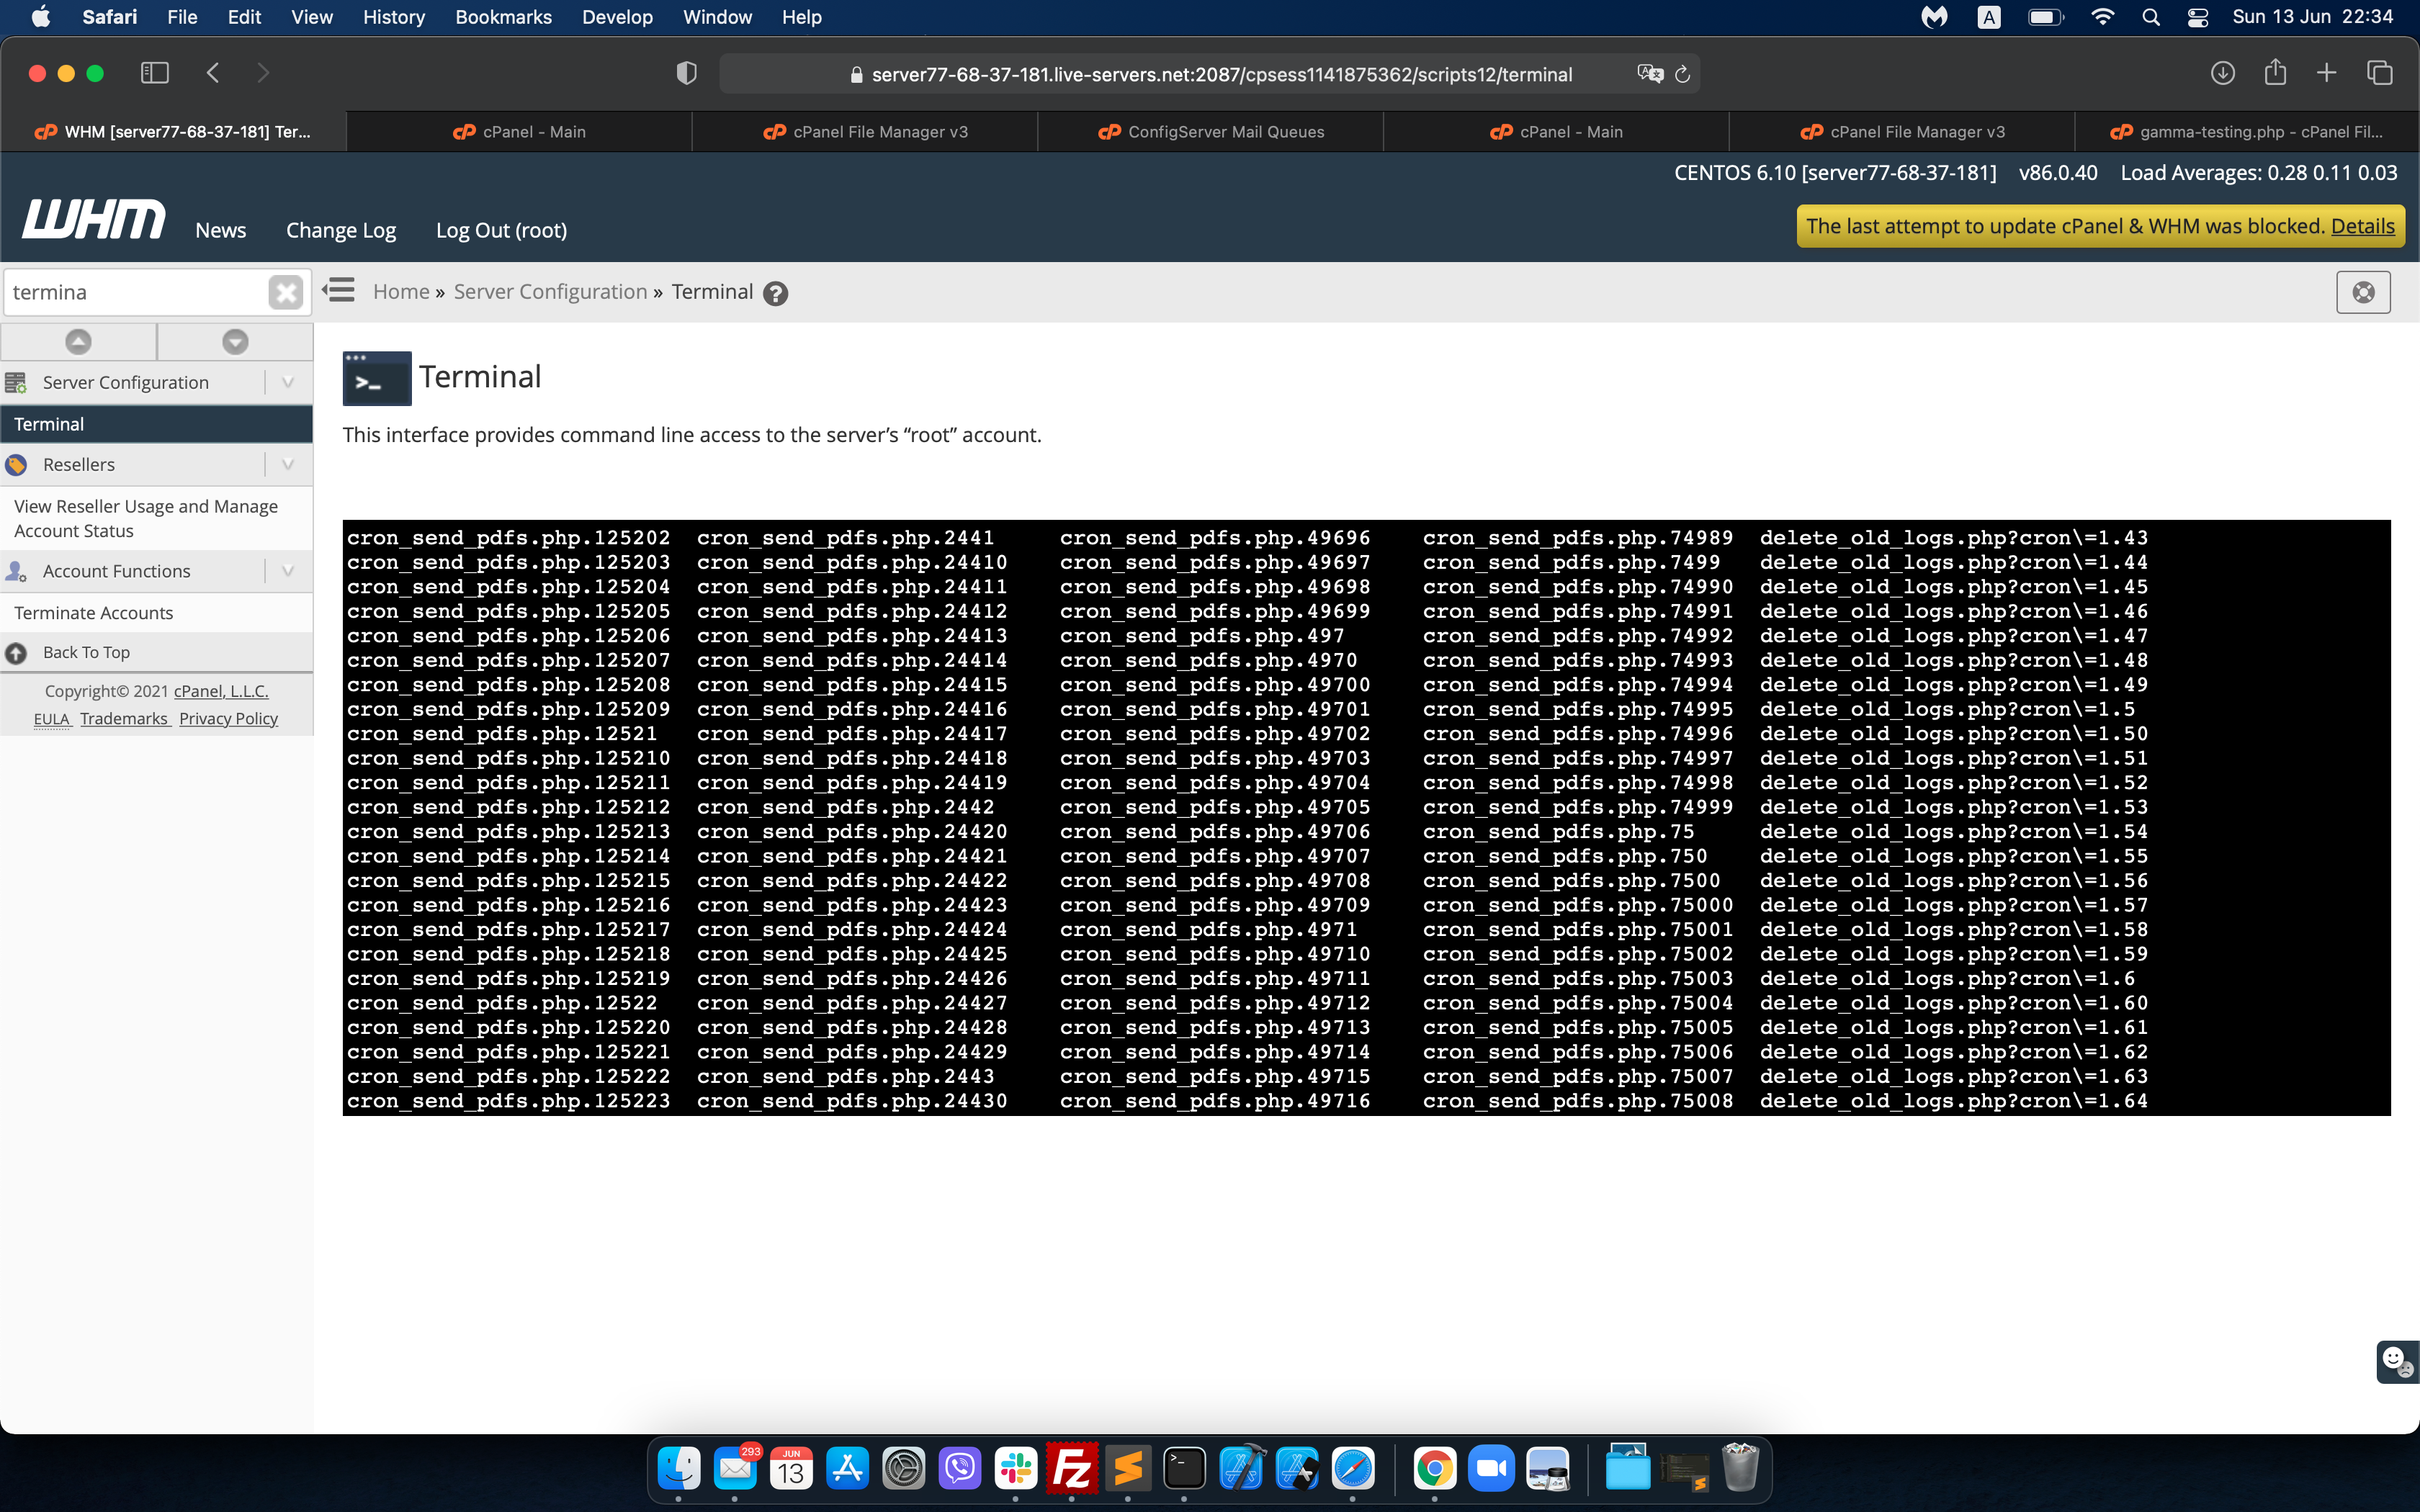 Safari File Edit View History Bookmarks Develop Window Help A Sun 13 Jun 22:34
server77-68-37-181.live-servers.net:2087/cpsess1141875362/scripts12/terminal
cP WHM [server77-68-37-181] Ter... cP cPanel - Main cP cPanel File Manager v3 cP ConfigServer Mail Queues cP cPanel - Main cP cPanel File Manager v3 cP gamma-testing.php - cPanel Fil...
CENTOS 6.10 [server77-68-37-181] v86.0.40 Load Averages: 0.28 0.11 0.03
WHM News Change Log Log Out (root)
The last attempt to update cPanel & WHM was blocked. Details
termina
Home » Server Configuration » Terminal ?
Server Configuration
Terminal
Resellers
View Reseller Usage and Manage
Account Status
Account Functions
Terminate Accounts
Back To Top
Copyright© 2021 cPanel, L.L.C.
EULA Trademarks Privacy Policy
>_ Terminal
This interface provides command line access to the server’s “root” account.
cron_send_pdfs.php.125202 cron_send_pdfs.php.2441 cron_send_pdfs.php.49696 cron_send_pdfs.php.74989 delete_old_logs.php?cron\=1.43
cron_send_pdfs.php.125203 cron_send_pdfs.php.24410 cron_send_pdfs.php.49697 cron_send_pdfs.php.7499 delete_old_logs.php?cron\=1.44
cron_send_pdfs.php.125204 cron_send_pdfs.php.24411 cron_send_pdfs.php.49698 cron_send_pdfs.php.74990 delete_old_logs.php?cron\=1.45
cron_send_pdfs.php.125205 cron_send_pdfs.php.24412 cron_send_pdfs.php.49699 cron_send_pdfs.php.74991 delete_old_logs.php?cron\=1.46
cron_send_pdfs.php.125206 cron_send_pdfs.php.24413 cron_send_pdfs.php.497 cron_send_pdfs.php.74992 delete_old_logs.php?cron\=1.47
cron_send_pdfs.php.125207 cron_send_pdfs.php.24414 cron_send_pdfs.php.4970 cron_send_pdfs.php.74993 delete_old_logs.php?cron\=1.48
cron_send_pdfs.php.125208 cron_send_pdfs.php.24415 cron_send_pdfs.php.49700 cron_send_pdfs.php.74994 delete_old_logs.php?cron\=1.49
cron_send_pdfs.php.125209 cron_send_pdfs.php.24416 cron_send_pdfs.php.49701 cron_send_pdfs.php.74995 delete_old_logs.php?cron\=1.5
cron_send_pdfs.php.12521 cron_send_pdfs.php.24417 cron_send_pdfs.php.49702 cron_send_pdfs.php.74996 delete_old_logs.php?cron\=1.50
cron_send_pdfs.php.125210 cron_send_pdfs.php.24418 cron_send_pdfs.php.49703 cron_send_pdfs.php.74997 delete_old_logs.php?cron\=1.51
cron_send_pdfs.php.125211 cron_send_pdfs.php.24419 cron_send_pdfs.php.49704 cron_send_pdfs.php.74998 delete_old_logs.php?cron\=1.52
cron_send_pdfs.php.125212 cron_send_pdfs.php.2442 cron_send_pdfs.php.49705 cron_send_pdfs.php.74999 delete_old_logs.php?cron\=1.53
cron_send_pdfs.php.125213 cron_send_pdfs.php.24420 cron_send_pdfs.php.49706 cron_send_pdfs.php.75 delete_old_logs.php?cron\=1.54
cron_send_pdfs.php.125214 cron_send_pdfs.php.24421 cron_send_pdfs.php.49707 cron_send_pdfs.php.750 delete_old_logs.php?cron\=1.55
cron_send_pdfs.php.125215 cron_send_pdfs.php.24422 cron_send_pdfs.php.49708 cron_send_pdfs.php.7500 delete_old_logs.php?cron\=1.56
cron_send_pdfs.php.125216 cron_send_pdfs.php.24423 cron_send_pdfs.php.49709 cron_send_pdfs.php.75000 delete_old_logs.php?cron\=1.57
cron_send_pdfs.php.125217 cron_send_pdfs.php.24424 cron_send_pdfs.php.4971 cron_send_pdfs.php.75001 delete_old_logs.php?cron\=1.58
cron_send_pdfs.php.125218 cron_send_pdfs.php.24425 cron_send_pdfs.php.49710 cron_send_pdfs.php.75002 delete_old_logs.php?cron\=1.59
cron_send_pdfs.php.125219 cron_send_pdfs.php.24426 cron_send_pdfs.php.49711 cron_send_pdfs.php.75003 delete_old_logs.php?cron\=1.6
cron_send_pdfs.php.12522 cron_send_pdfs.php.24427 cron_send_pdfs.php.49712 cron_send_pdfs.php.75004 delete_old_logs.php?cron\=1.60
cron_send_pdfs.php.125220 cron_send_pdfs.php.24428 cron_send_pdfs.php.49713 cron_send_pdfs.php.75005 delete_old_logs.php?cron\=1.61
cron_send_pdfs.php.125221 cron_send_pdfs.php.24429 cron_send_pdfs.php.49714 cron_send_pdfs.php.75006 delete_old_logs.php?cron\=1.62
cron_send_pdfs.php.125222 cron_send_pdfs.php.2443 cron_send_pdfs.php.49715 cron_send_pdfs.php.75007 delete_old_logs.php?cron\=1.63
cron_send_pdfs.php.125223 cron_send_pdfs.php.24430 cron_send_pdfs.php.49716 cron_send_pdfs.php.75008 delete_old_logs.php?cron\=1.64
293 JUN 13 Fz >_